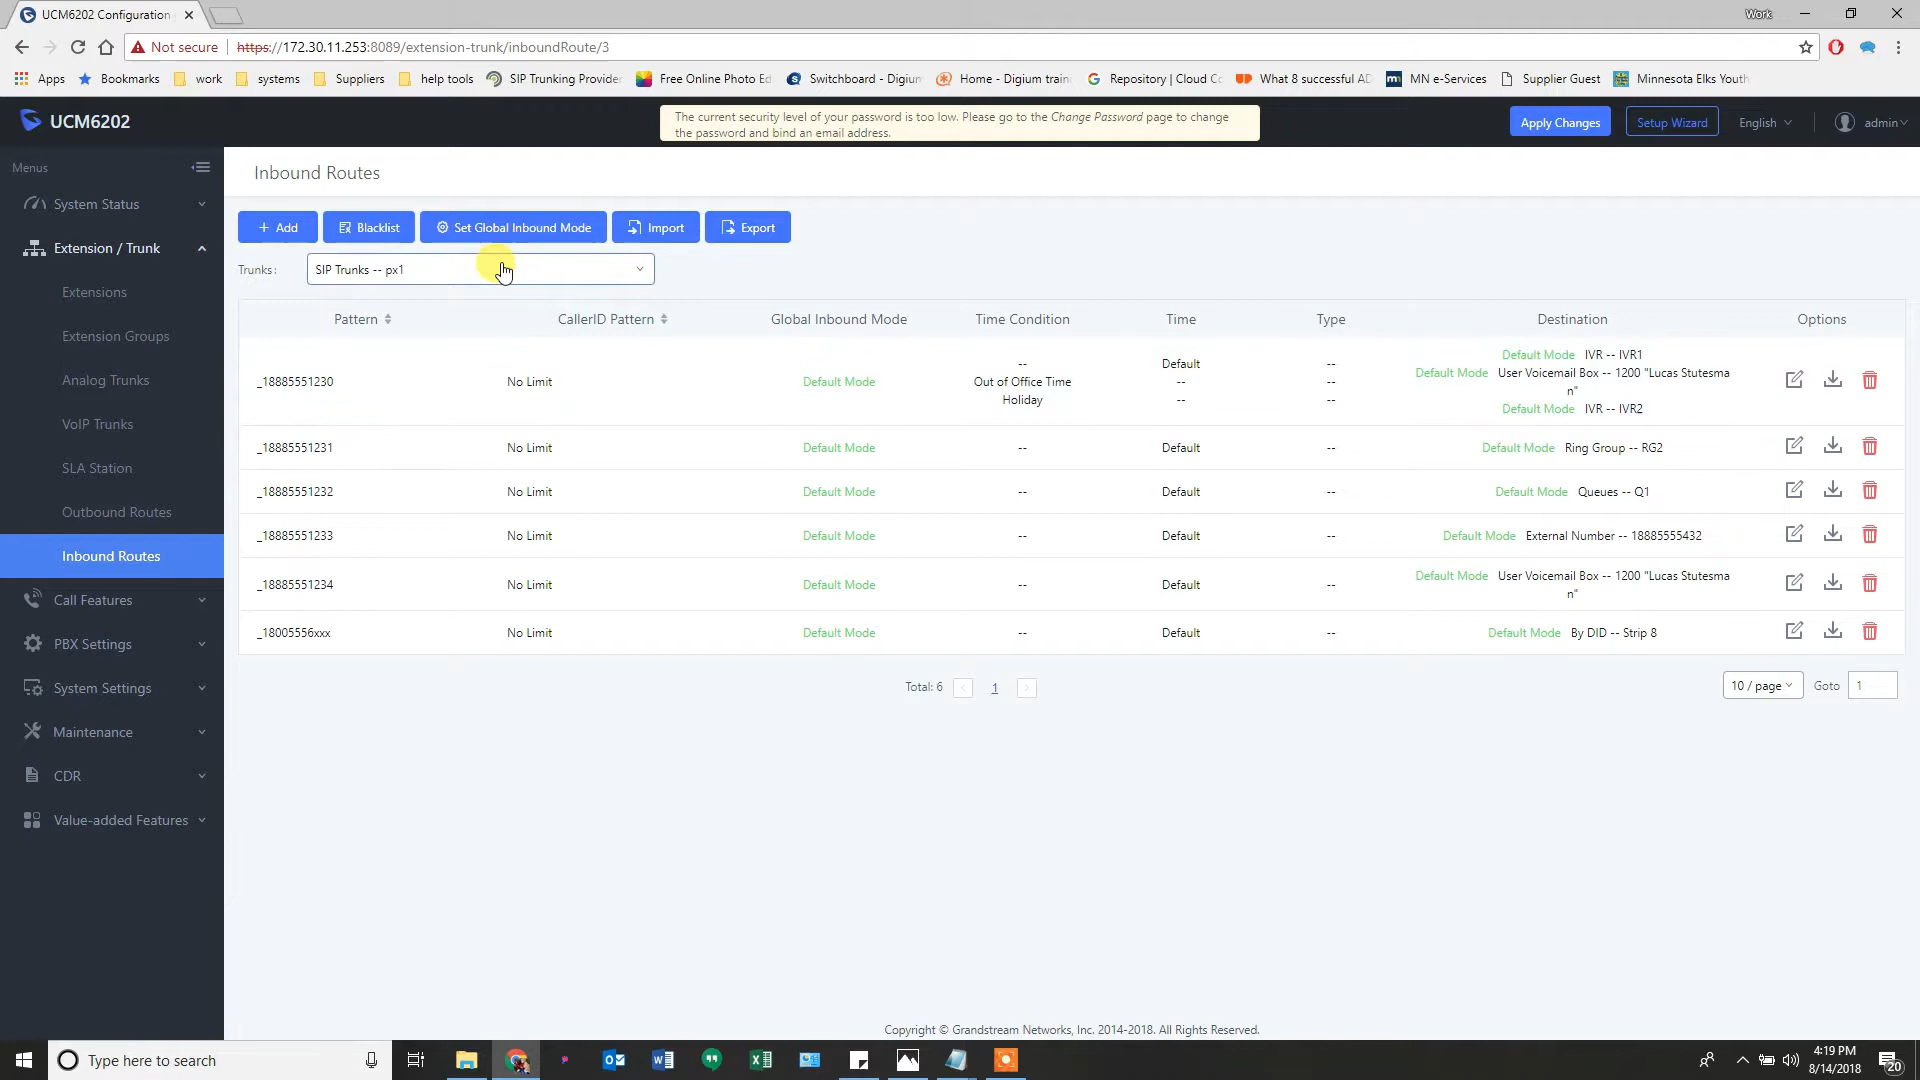 UCM6202 Configuration
Work
Not secure
https://172.30.11.253:8089/extension-trunk/inboundRoute/3
Apps
Bookmarks
work
systems
Suppliers
help tools
SIP Trunking Provide
Free Online Photo Ed
Switchboard - Digiu
Home - Digium train
Repository | Cloud C
What 8 successful AD
MN e-Services
Supplier Guest
Minnesota Elks Youth
UCM6202
The current security level of your password is too low. Please go to the Change Password page to change
the password and bind an email address.
Apply Changes
Setup Wizard
English
admin
Menus
System Status
Extension / Trunk
Extensions
Extension Groups
Analog Trunks
VoIP Trunks
SLA Station
Outbound Routes
Inbound Routes
Call Features
PBX Settings
System Settings
Maintenance
CDR
Value-added Features
Inbound Routes
+ Add
Blacklist
Set Global Inbound Mode
Import
Export
Trunks :
SIP Trunks -- px1
Pattern CallerID Pattern Global Inbound Mode Time Condition Time Type Destination Options
-- Default -- Default Mode IVR -- IVR1
_18885551230 No Limit Default Mode Out of Office Time -- -- Default Mode User Voicemail Box -- 1200 "Lucas Stutesma
n"
Holiday -- -- Default Mode IVR -- IVR2
_18885551231 No Limit Default Mode -- Default -- Default Mode Ring Group -- RG2
_18885551232 No Limit Default Mode -- Default -- Default Mode Queues -- Q1
_18885551233 No Limit Default Mode -- Default -- Default Mode External Number -- 18885555432
_18885551234 No Limit Default Mode -- Default -- Default Mode User Voicemail Box -- 1200 "Lucas Stutesma
n"
_18005556xxx No Limit Default Mode -- Default -- Default Mode By DID -- Strip 8
Total: 6 < 1 >
10 / page
Goto 1
Copyright © Grandstream Networks, Inc. 2014-2018. All Rights Reserved.
Type here to search
4:19 PM
8/14/2018
20